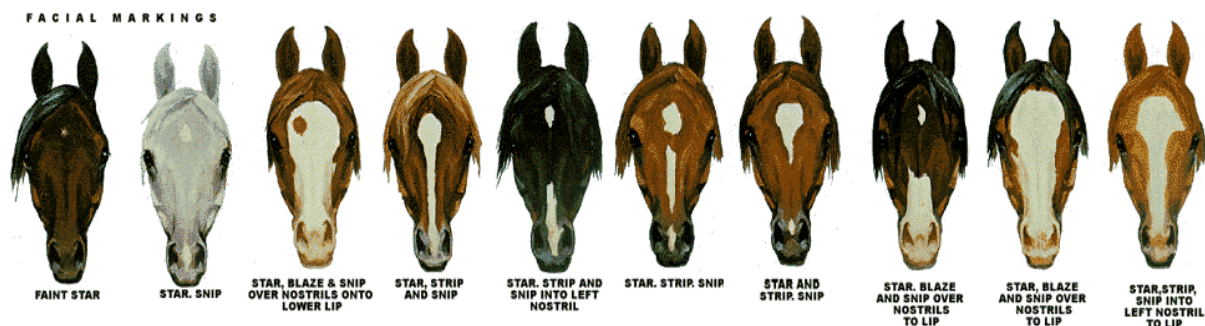 FACIAL MARKINGS
FAINT STAR
STAR. SNIP
STAR, BLAZE & SNIP
OVER NOSTRILS ONTO
LOWER LIP
STAR, STRIP
AND SNIP
STAR. STRIP AND
SNIP INTO LEFT
NOSTRIL
STAR. STRIP. SNIP
STAR AND
STRIP. SNIP
STAR. BLAZE
AND SNIP OVER
NOSTRILS
TO LIP
STAR, BLAZE
AND SNIP OVER
NOSTRILS
TO LIP
STAR,STRIP,
SNIP INTO
LEFT NOSTRIL
TO LIP